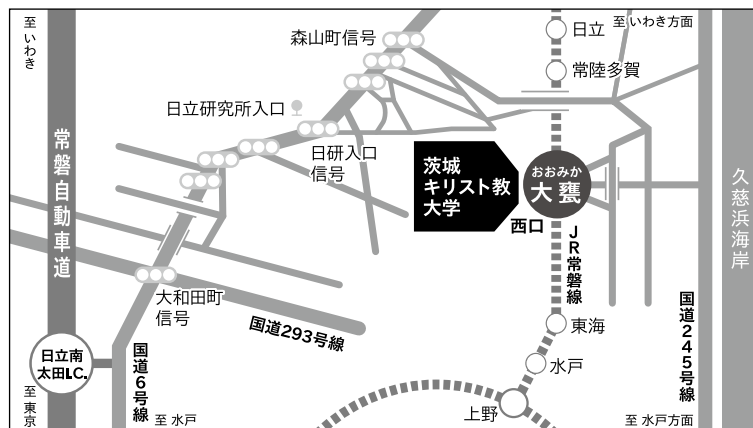 至いわき
森山町信号
日立
至いわき方面
常陸多賀
日立研究所入口
日研入口
信号
常磐自動車道
茨城
キリスト教
大学
おおみか
大甕
西口
JR常磐線
久慈浜海岸
大和田町
信号
国道293号線
国道245号線
東海
日立南
太田I.C.
国道6号線
水戸
上野
至東京
至水戸
至水戸方面